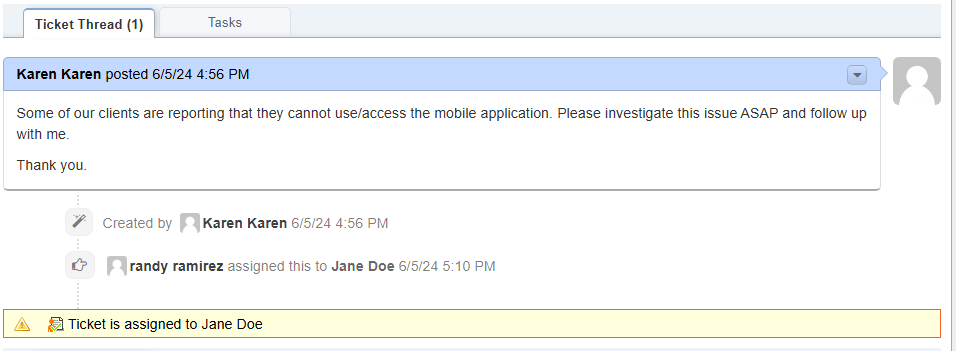 Ticket Thread (1)
Tasks
Karen Karen posted 6/5/24 4:56 PM
Some of our clients are reporting that they cannot use/access the mobile application. Please investigate this issue ASAP and follow up
with me.
Thank you.
Created by Karen Karen 6/5/24 4:56 PM
randy ramirez assigned this to Jane Doe 6/5/24 5:10 PM
Ticket is assigned to Jane Doe